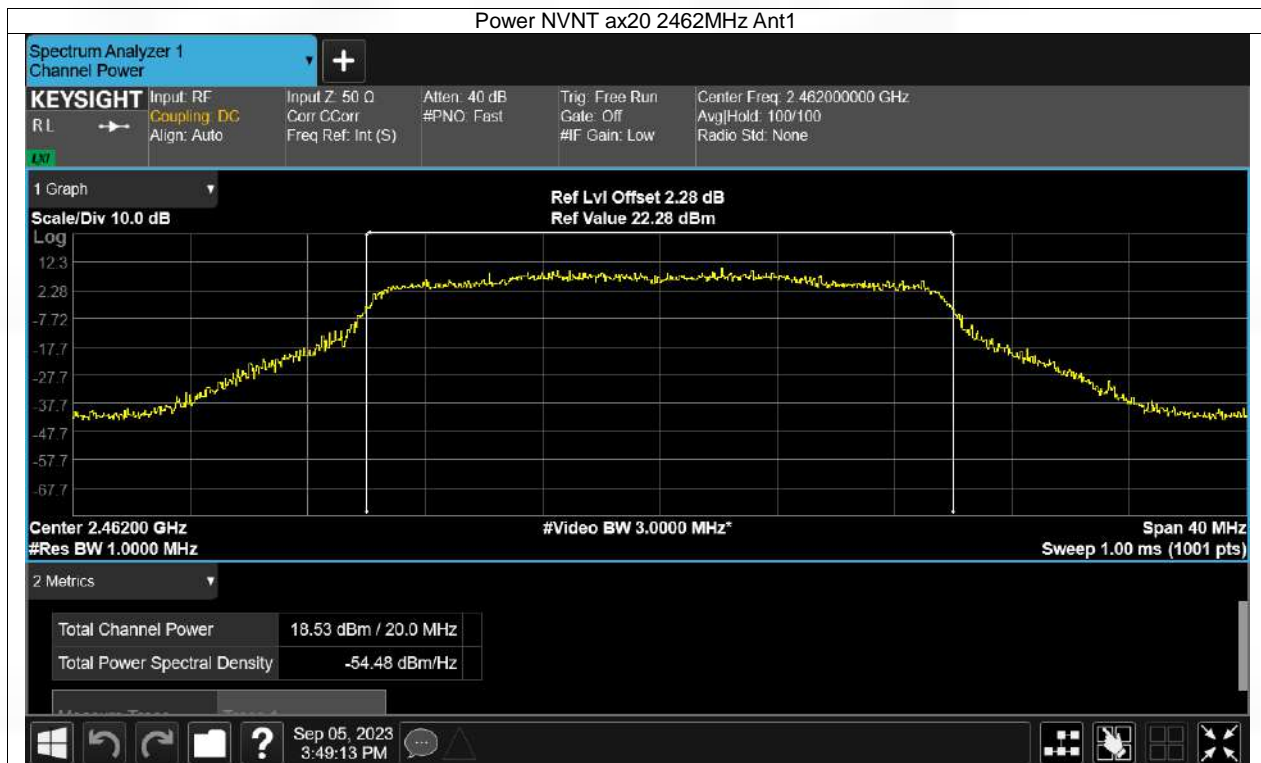 Power NVNT ax20 2462MHz Ant1
Spectrum Analyzer 1
Channel Power
KEYSIGHT
RL
LXI
Input: RF
Coupling: DC
Align: Auto
Input Z: 50 Ω
Corr CCorr
Freq Ref: Int (S)
Atten: 40 dB
#PNO: Fast
Trig: Free Run
Gate: Off
#IF Gain: Low
Center Freq: 2.462000000 GHz
Avg|Hold: 100/100
Radio Std: None
1 Graph
Scale/Div 10.0 dB
Ref Lvl Offset 2.28 dB
Ref Value 22.28 dBm
Log
12.3
2.28
-7.72
-17.7
-27.7
-37.7
-47.7
-57.7
-67.7
Center 2.46200 GHz
#Video BW 3.0000 MHz*
Span 40 MHz
#Res BW 1.0000 MHz
Sweep 1.00 ms (1001 pts)
2 Metrics
Total Channel Power 18.53 dBm / 20.0 MHz
Total Power Spectral Density -54.48 dBm/Hz
?
Sep 05, 2023
3:49:13 PM